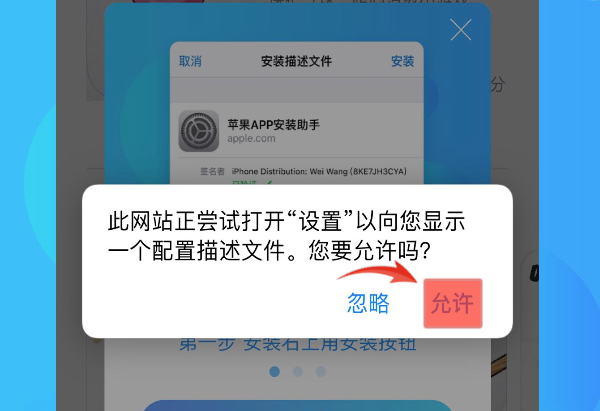 分
取消 安装描述文件 安装
苹果APP安装助手
apple.com
签名者 iPhone Distribution: Wei Wang (8KE7JH3CYA)
此网站正尝试打开“设置”以向您显示
一个配置描述文件。您要允许吗?
忽略 允许
第一步 安装右上角安装按钮